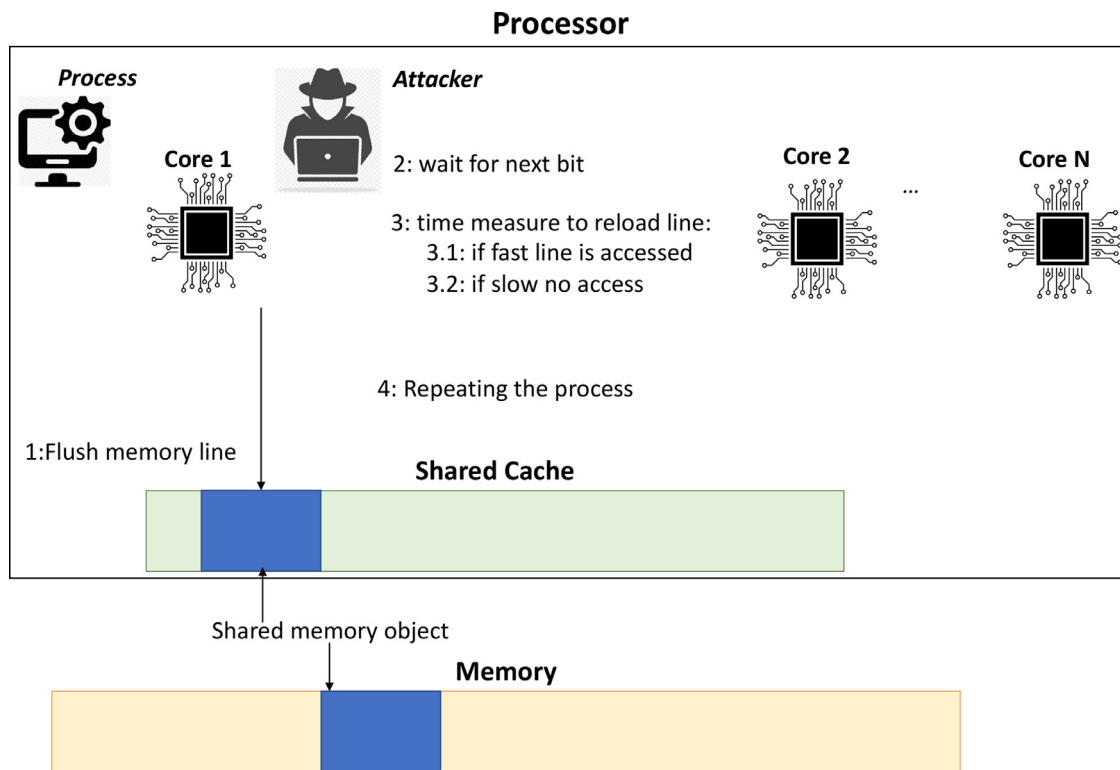 Processor
Process
Attacker
Core 1
2: wait for next bit
Core 2
...
Core N
3: time measure to reload line:
3.1: if fast line is accessed
3.2: if slow no access
4: Repeating the process
1:Flush memory line
Shared Cache
Shared memory object
Memory